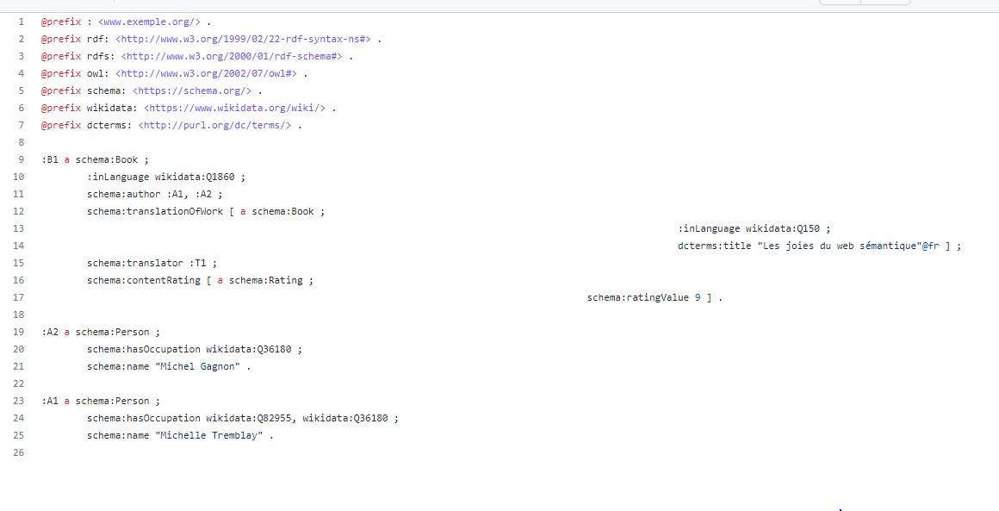 1 @prefix : <www.exemple.org/> .
2 @prefix rdf: <http://www.w3.org/1999/02/22-rdf-syntax-ns#> .
3 @prefix rdfs: <http://www.w3.org/2000/01/rdf-schema#> .
4 @prefix owl: <http://www.w3.org/2002/07/owl#> .
5 @prefix schema: <https://schema.org/> .
6 @prefix wikidata: <https://www.wikidata.org/wiki/> .
7 @prefix dcterms: <http://purl.org/dc/terms/> .
8
9 :B1 a schema:Book ;
10 :inLanguage wikidata:Q1860 ;
11 schema:author :A1, :A2 ;
12 schema:translationOfWork [ a schema:Book ;
13 :inLanguage wikidata:Q150 ;
14 dcterms:title "Les joies du web sémantique"@fr ] ;
15 schema:translator :T1 ;
16 schema:contentRating [ a schema:Rating ;
17 schema:ratingValue 9 ] .
18
19 :A2 a schema:Person ;
20 schema:hasOccupation wikidata:Q36180 ;
21 schema:name "Michel Gagnon" .
22
23 :A1 a schema:Person ;
24 schema:hasOccupation wikidata:Q82955, wikidata:Q36180 ;
25 schema:name "Michelle Tremblay" .
26